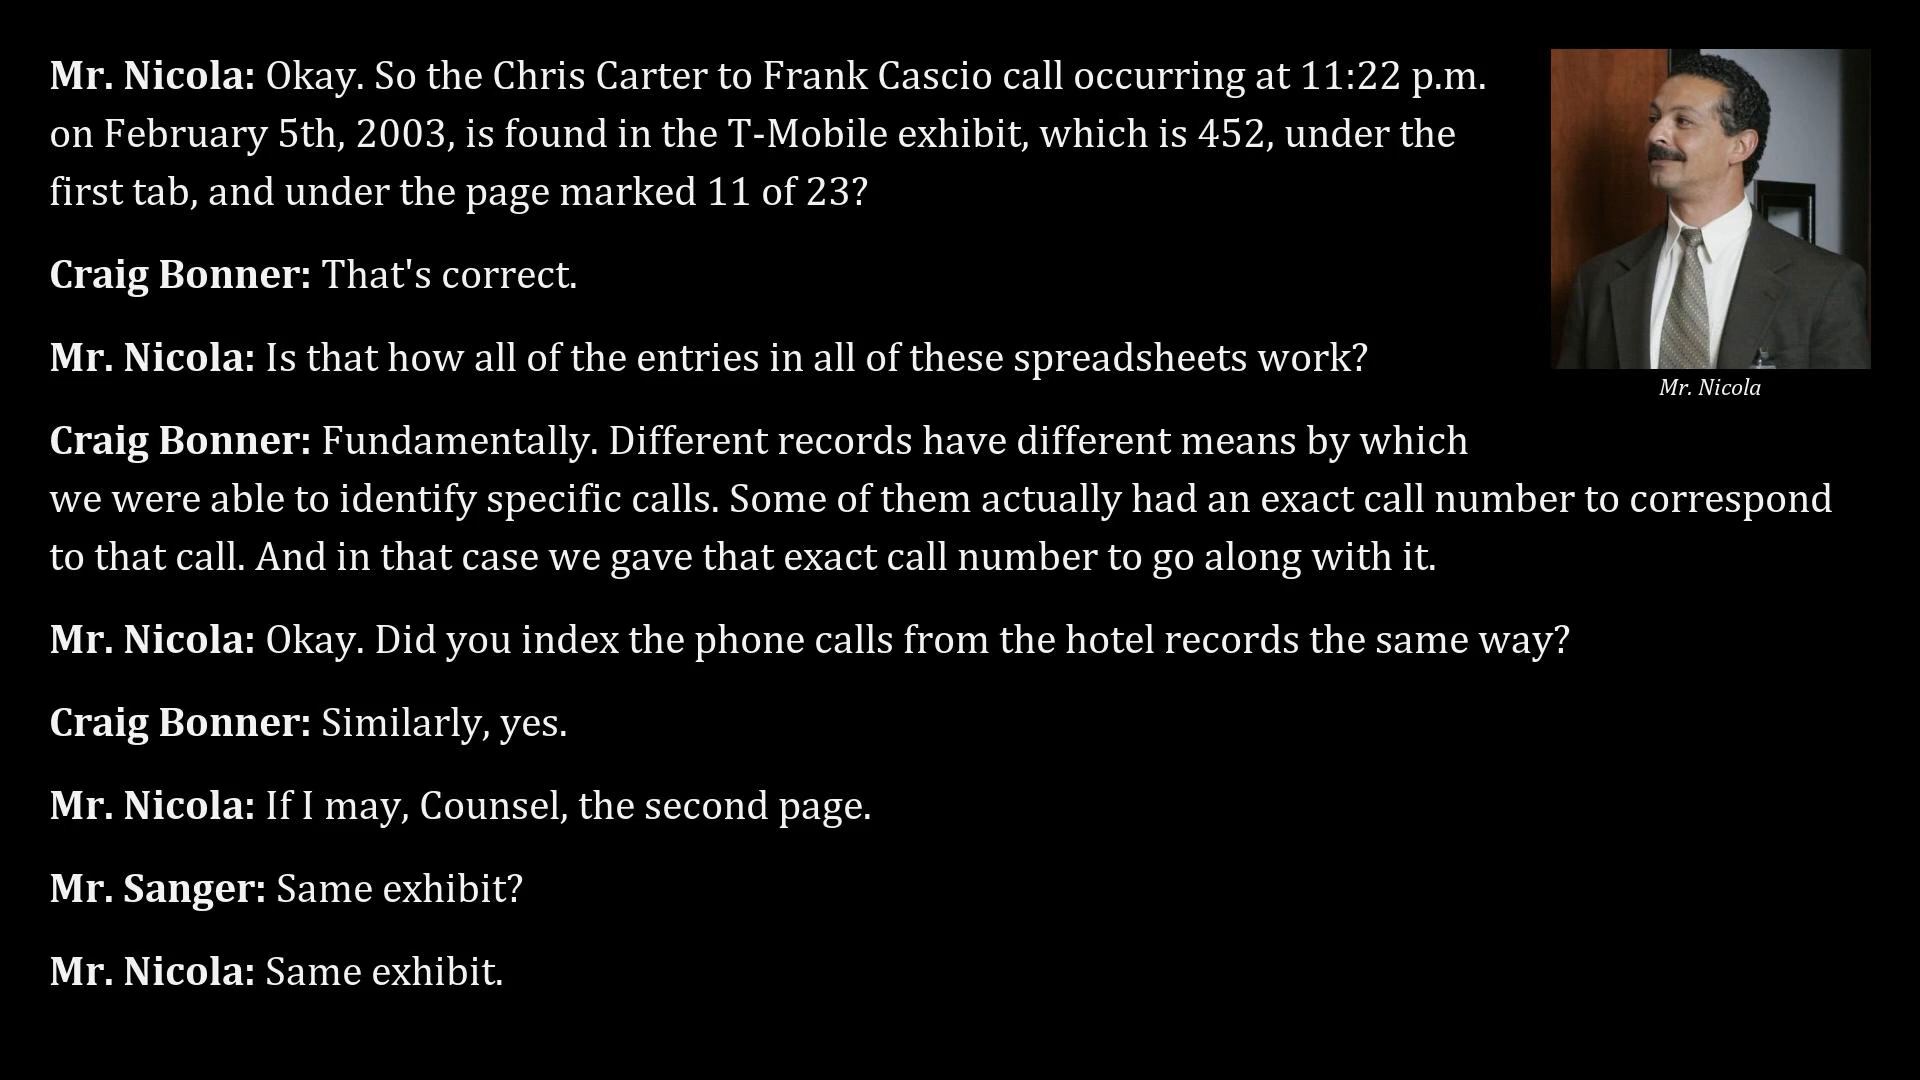 Mr. Nicola: Okay. So the Chris Carter to Frank Cascio call occurring at 11:22 p.m.
on February 5th, 2003, is found in the T-Mobile exhibit, which is 452, under the
first tab, and under the page marked 11 of 23?
Craig Bonner: That's correct.
Mr. Nicola: Is that how all of the entries in all of these spreadsheets work?
Mr. Nicola
Craig Bonner: Fundamentally. Different records have different means by which
we were able to identify specific calls. Some of them actually had an exact call number to correspond
to that call. And in that case we gave that exact call number to go along with it.
Mr. Nicola: Okay. Did you index the phone calls from the hotel records the same way?
Craig Bonner: Similarly, yes.
Mr. Nicola: If I may, Counsel, the second page.
Mr. Sanger: Same exhibit?
Mr. Nicola: Same exhibit.